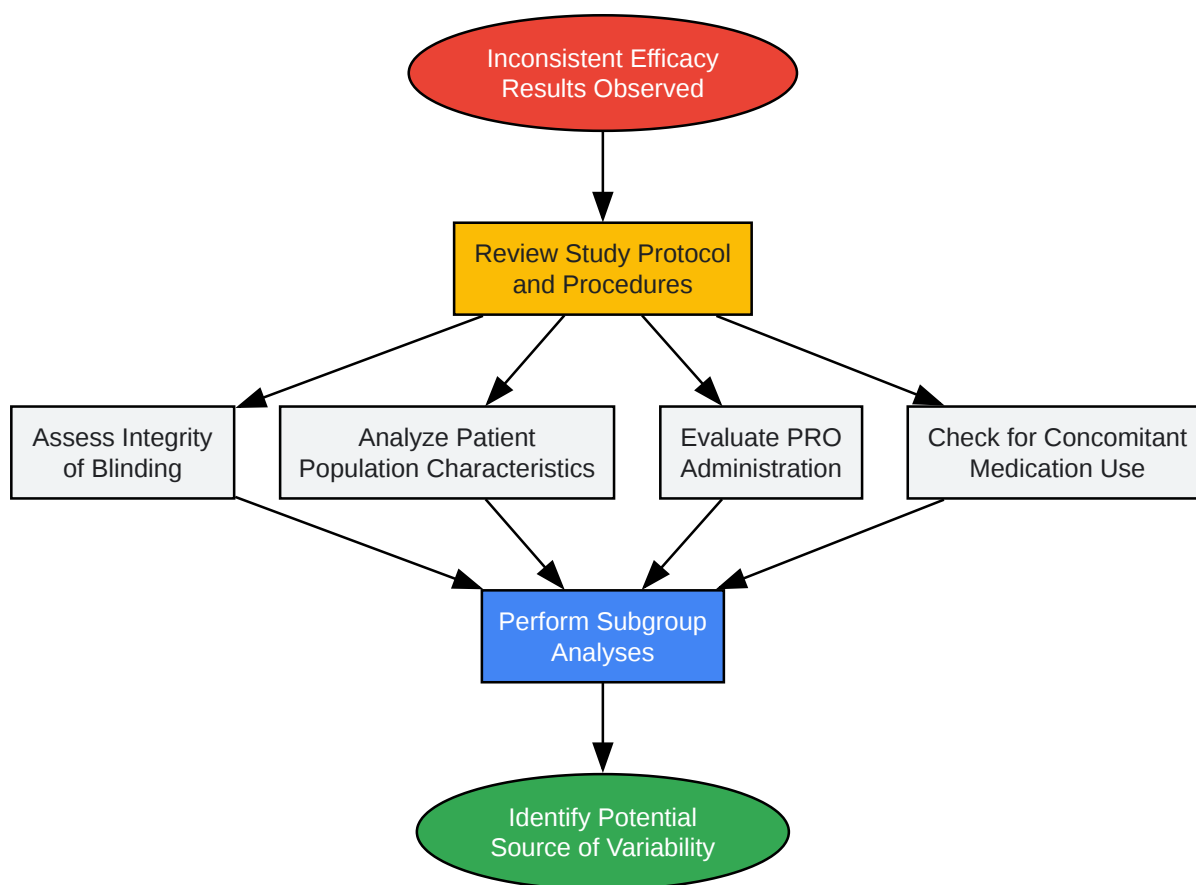 Inconsistent Efficacy
Results Observed
Review Study Protocol
and Procedures
Assess Integrity
of Blinding
Analyze Patient
Population Characteristics
Evaluate PRO
Administration
Check for Concomitant
Medication Use
Perform Subgroup
Analyses
Identify Potential
Source of Variability